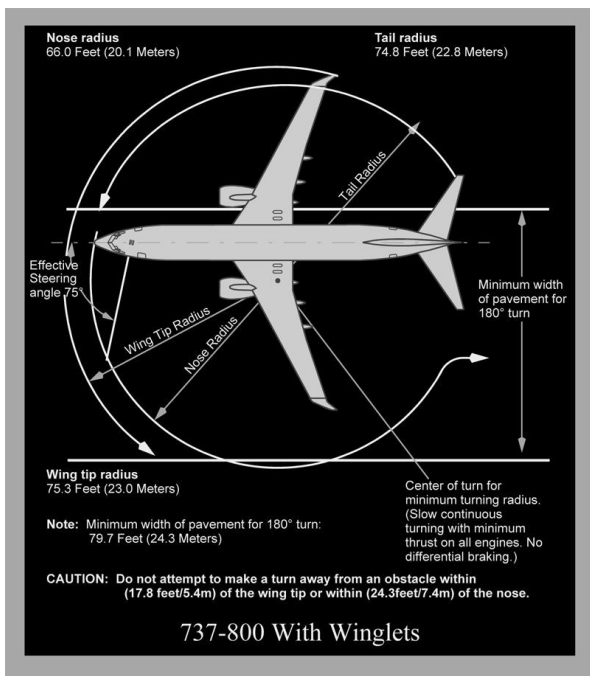 Nose radius
66.0 Feet (20.1 Meters)
Tail radius
74.8 Feet (22.8 Meters)
Tail Radius
Effective
Steering
angle 75°
Wing Tip Radius
Nose Radius
Minimum width
of pavement for
180° turn
Wing tip radius
75.3 Feet (23.0 Meters)
Center of turn for
minimum turning radius.
(Slow continuous
turning with minimum
thrust on all engines. No
differential braking.)
Note: Minimum width of pavement for 180° turn:
79.7 Feet (24.3 Meters)
CAUTION: Do not attempt to make a turn away from an obstacle within
(17.8 feet/5.4m) of the wing tip or within (24.3feet/7.4m) of the nose.
737-800 With Winglets